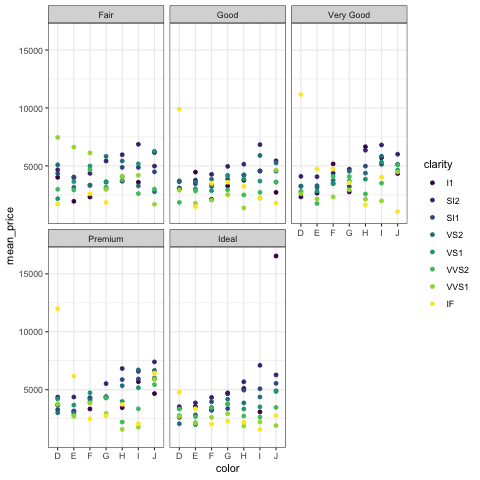 Fair Good Very Good
15000
10000
5000
D E F G H I J
Premium Ideal
15000
10000
5000
D E F G H I J D E F G H I J
mean_price
color
clarity
I1
SI2
SI1
VS2
VS1
VVS2
VVS1
IF